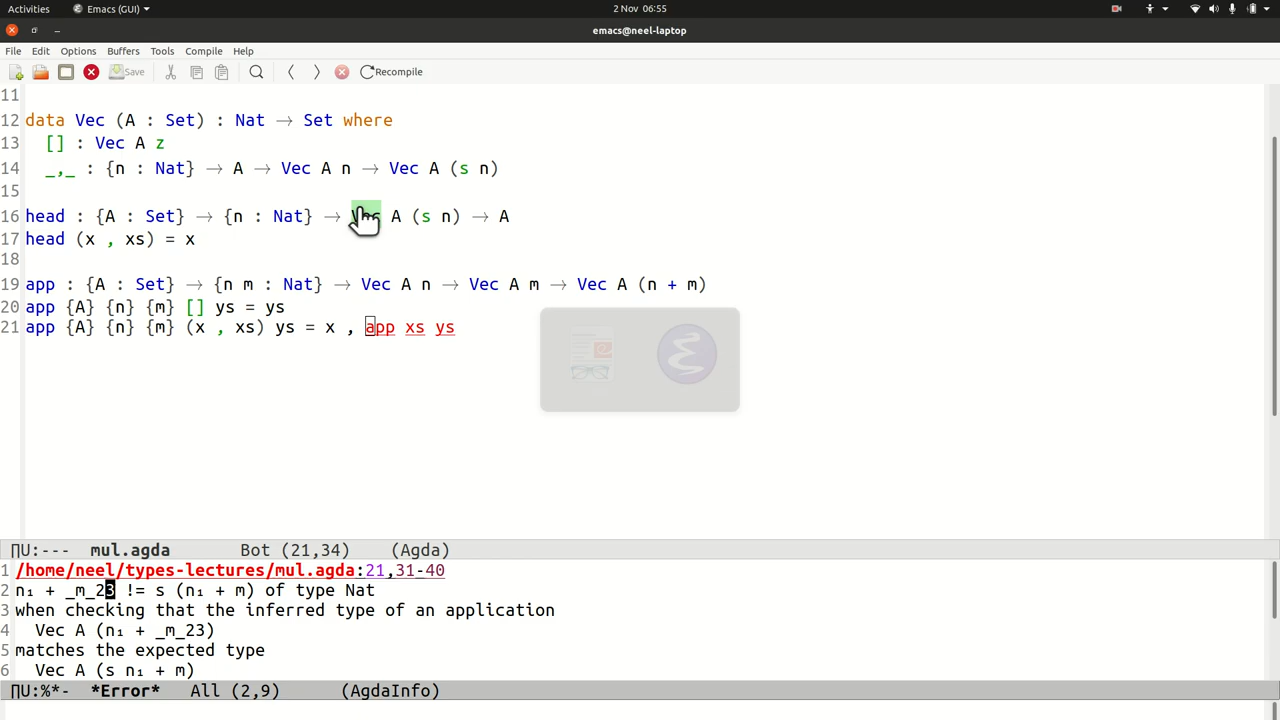 Activities Emacs (GUI) 2 Nov 06:55
emacs@neel-laptop
File Edit Options Buffers Tools Compile Help
Save Recompile
11
12 data Vec (A : Set) : Nat → Set where
13 [] : Vec A z
14 _,_ : {n : Nat} → A → Vec A n → Vec A (s n)
15
16 head : {A : Set} → {n : Nat} → Vec A (s n) → A
17 head (x , xs) = x
18
19 app : {A : Set} → {n m : Nat} → Vec A n → Vec A m → Vec A (n + m)
20 app {A} {n} {m} [] ys = ys
21 app {A} {n} {m} (x , xs) ys = x , app xs ys
∏U:--- mul.agda Bot (21,34) (Agda)
1 /home/neel/types-lectures/mul.agda:21,31-40
2 n₁ + _m_23 != s (n₁ + m) of type Nat
3 when checking that the inferred type of an application
4 Vec A (n₁ + _m_23)
5 matches the expected type
6 Vec A (s n₁ + m)
∏U:%*- *Error* All (2,9) (AgdaInfo)